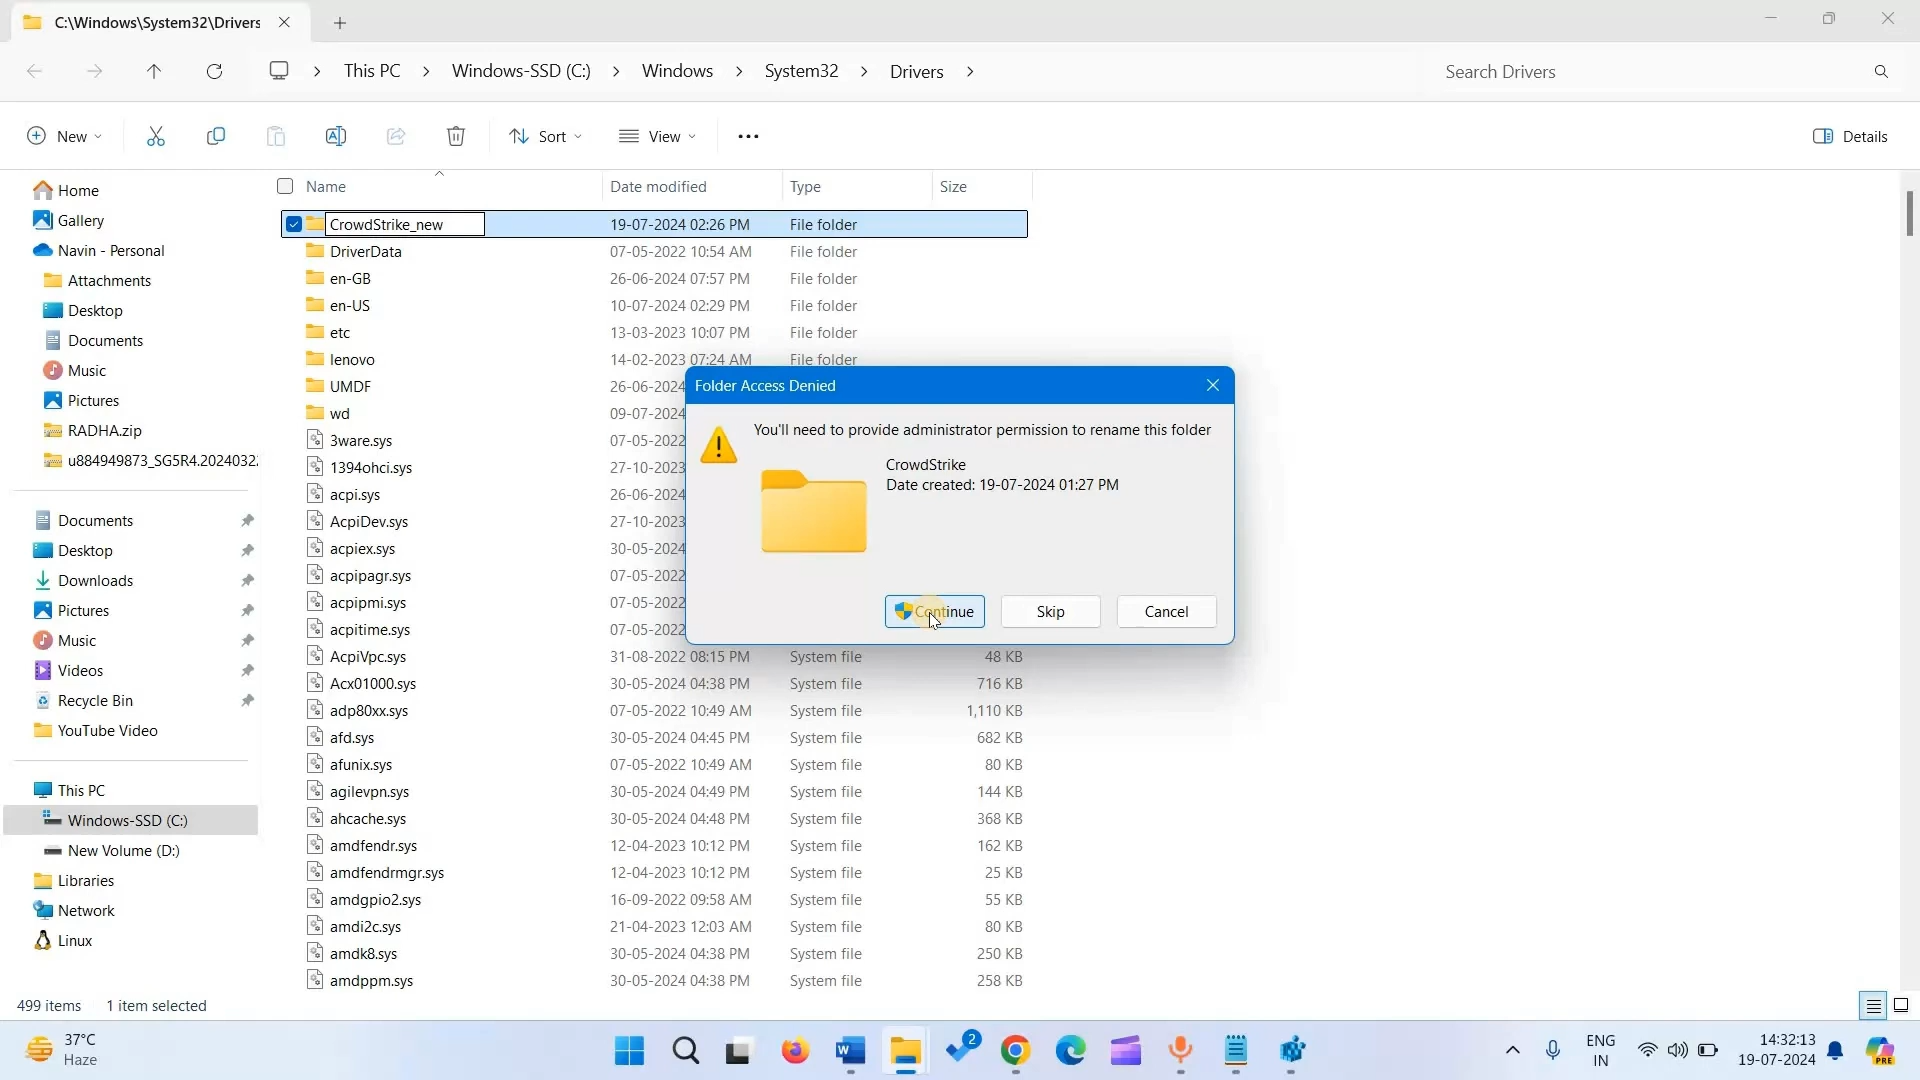 C:\Windows\System32\Drivers
This PC > Windows-SSD (C:) > Windows > System32 > Drivers >
Search Drivers
New
Sort
View
Details
Name Date modified Type Size
CrowdStrike_new 19-07-2024 02:26 PM File folder
DriverData 07-05-2022 10:54 AM File folder
en-GB 26-06-2024 07:57 PM File folder
en-US 10-07-2024 02:29 PM File folder
etc 13-03-2023 10:07 PM File folder
lenovo 14-02-2023 07:24 AM File folder
UMDF 26-06-2024
wd 09-07-2024
3ware.sys 07-05-2022
1394ohci.sys 27-10-2023
acpi.sys 26-06-2024
AcpiDev.sys 27-10-2023
acpiex.sys 30-05-2024
acpipagr.sys 07-05-2022
acpipmi.sys 07-05-2022
acpitime.sys 07-05-2022
AcpiVpc.sys 31-08-2022 08:15 PM System file 48 KB
Acx01000.sys 30-05-2024 04:38 PM System file 716 KB
adp80xx.sys 07-05-2022 10:49 AM System file 1,110 KB
afd.sys 30-05-2024 04:45 PM System file 682 KB
afunix.sys 07-05-2022 10:49 AM System file 80 KB
agilevpn.sys 30-05-2024 04:49 PM System file 144 KB
ahcache.sys 30-05-2024 04:48 PM System file 368 KB
amdfendr.sys 12-04-2023 10:12 PM System file 162 KB
amdfendrmgr.sys 12-04-2023 10:12 PM System file 25 KB
amdgpio2.sys 16-09-2022 09:58 AM System file 55 KB
amdi2c.sys 21-04-2023 12:03 AM System file 80 KB
amdk8.sys 30-05-2024 04:38 PM System file 250 KB
amdppm.sys 30-05-2024 04:38 PM System file 258 KB
Home
Gallery
Navin - Personal
Attachments
Desktop
Documents
Music
Pictures
RADHA.zip
u884949873_SG5R4.2024032
Documents
Desktop
Downloads
Pictures
Music
Videos
Recycle Bin
YouTube Video
This PC
Windows-SSD (C:)
New Volume (D:)
Libraries
Network
Linux
Folder Access Denied
You'll need to provide administrator permission to rename this folder
CrowdStrike
Date created: 19-07-2024 01:27 PM
Continue Skip Cancel
499 items 1 item selected
37°C
Haze
2
ENG
IN
14:32:13
19-07-2024
PRE